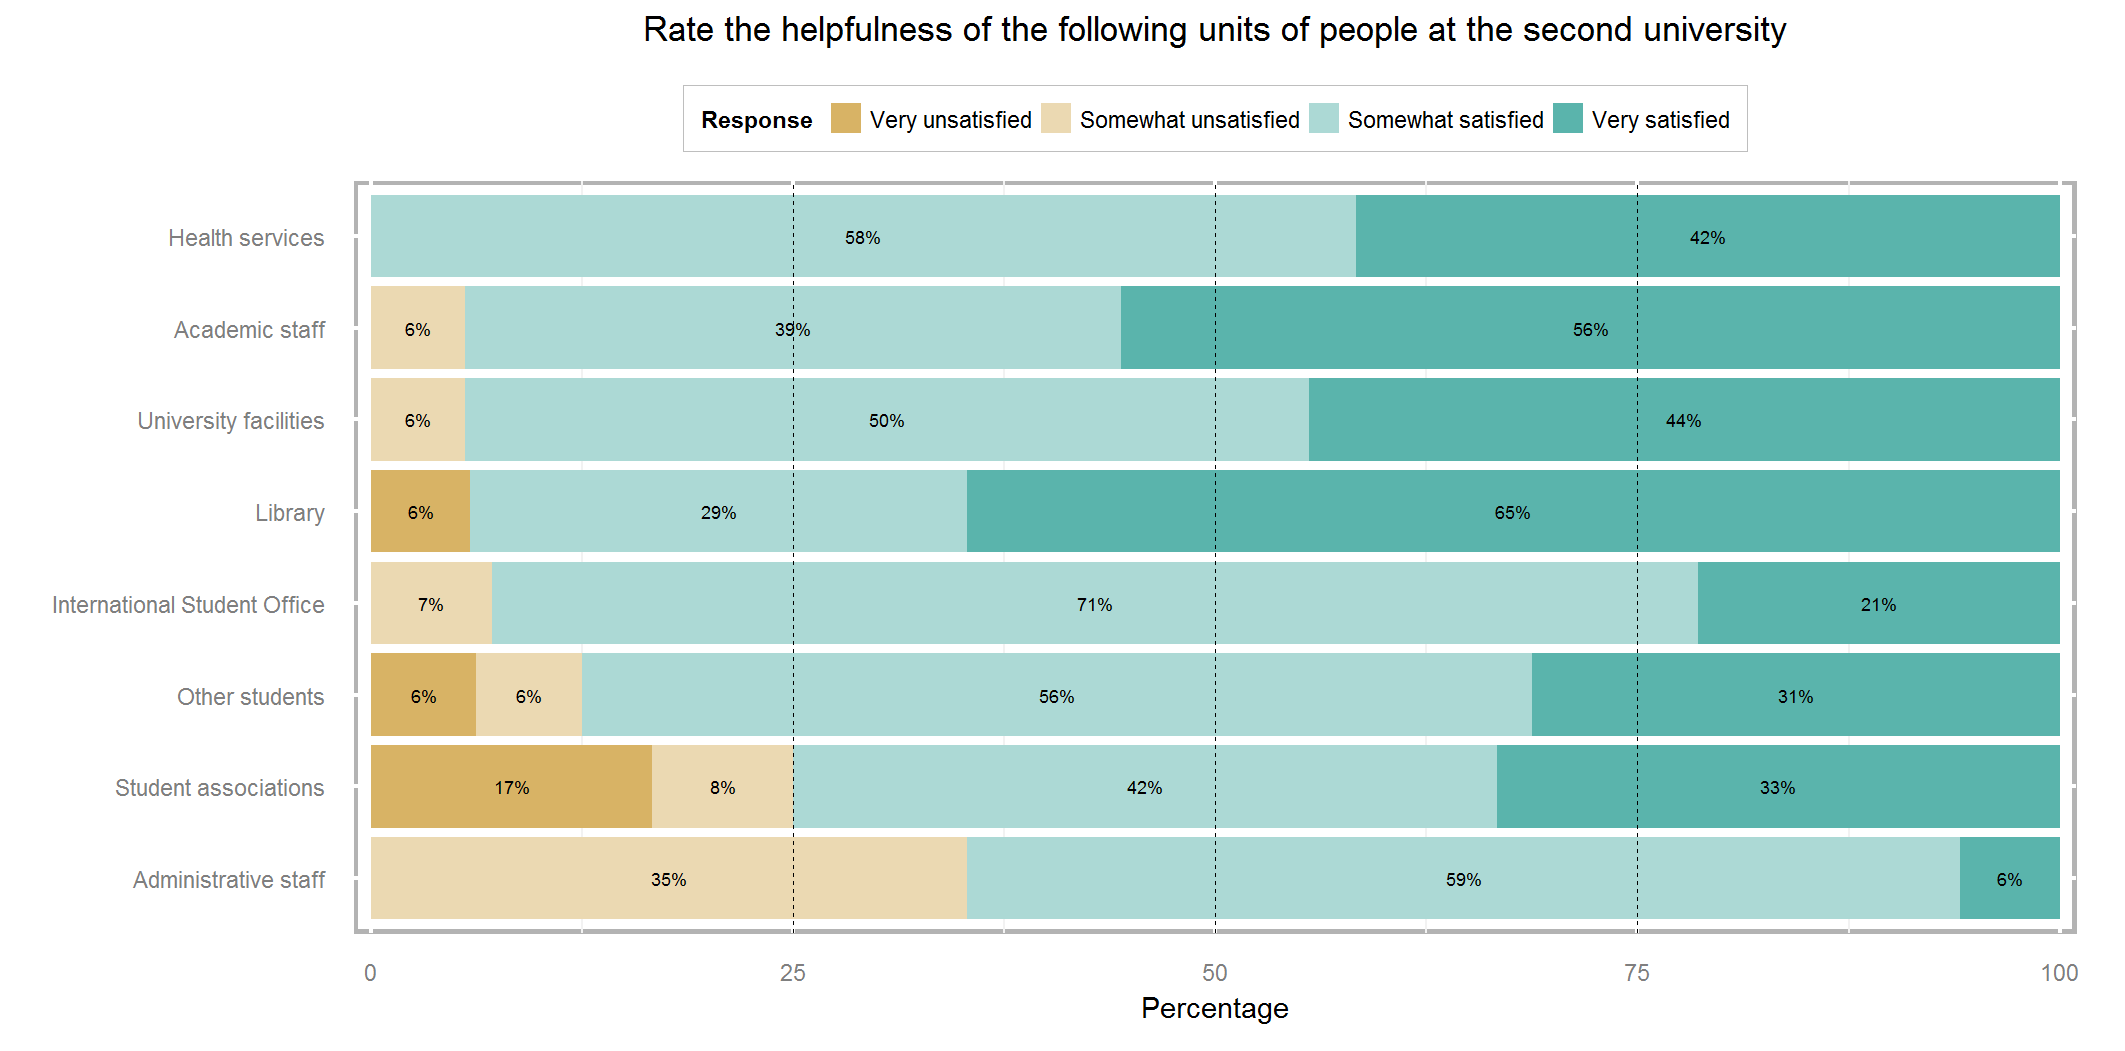 Rate the helpfulness of the following units of people at the second university
Response Very unsatisfied Somewhat unsatisfied Somewhat satisfied Very satisfied
Health services 58% 42%
Academic staff 6% 39% 56%
University facilities 6% 50% 44%
Library 6% 29% 65%
International Student Office 7% 71% 21%
Other students 6% 6% 56% 31%
Student associations 17% 8% 42% 33%
Administrative staff 35% 59% 6%
0 25 50 75 100
Percentage